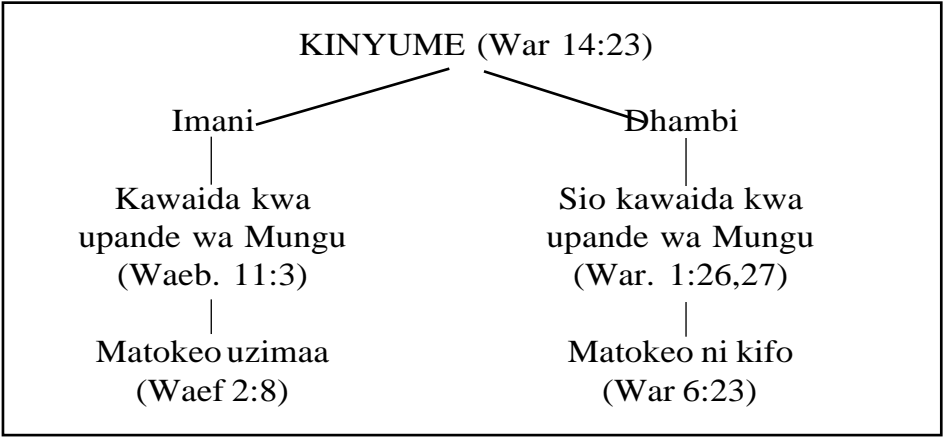 KINYUME (War 14:23)
Imani
Dhambi
Kawaida kwa
upande wa Mungu
(Waeb. 11:3)
Sio kawaida kwa
upande wa Mungu
(War. 1:26,27)
Matokeo uzimaa
(Waef 2:8)
Matokeo ni kifo
(War 6:23)